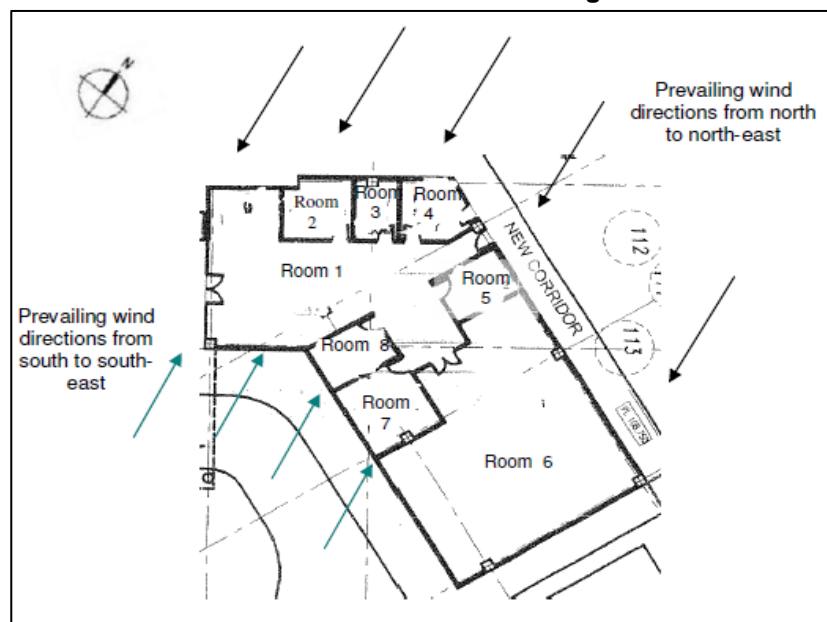 N
Prevailing wind
directions from north
to north-east
Room
2
Room
3
Room
4
NEW CORRIDOR
112
Room 1
Room
5
Prevailing wind
directions from
south to south-
east
Room 8
113
Room
7
Room 6